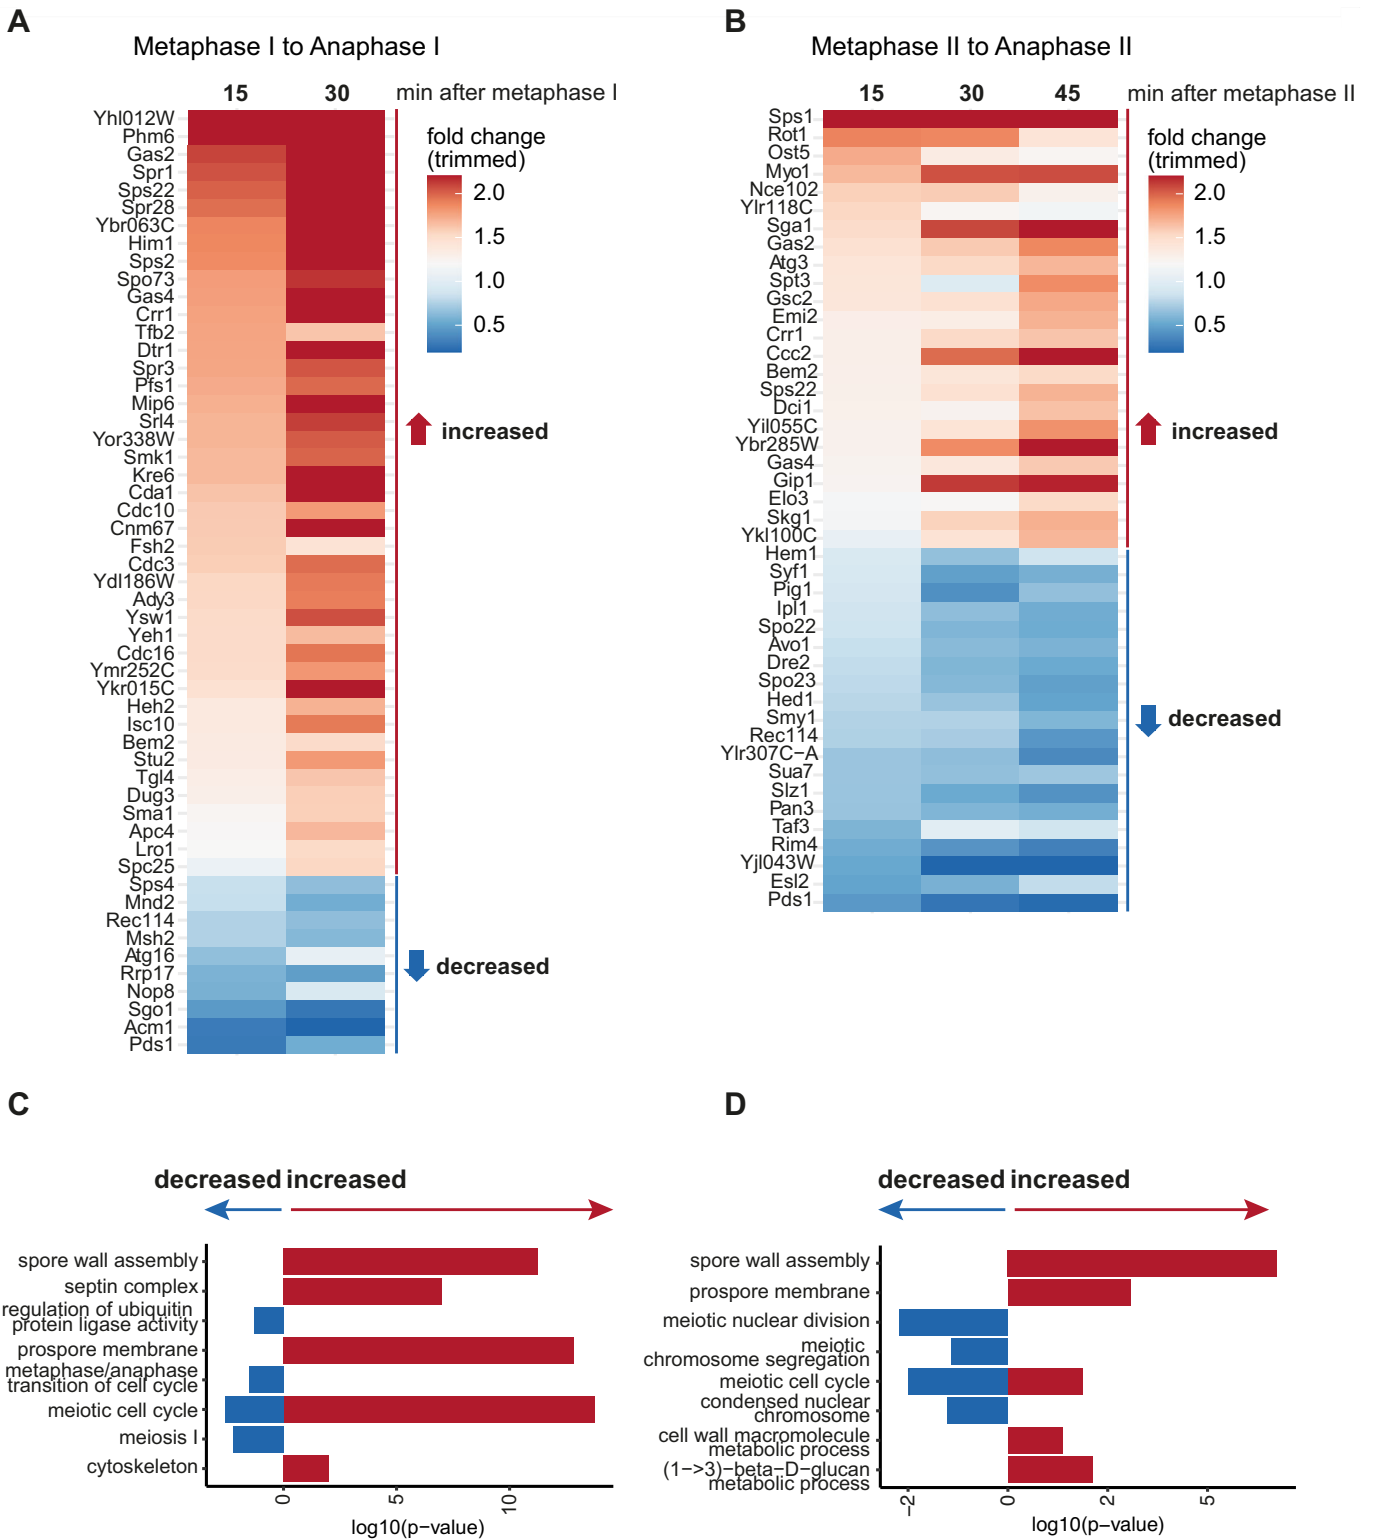 A
Metaphase I to Anaphase I
15 30 min after metaphase I
fold change
(trimmed)
2.0
1.5
1.0
0.5
Yhl012W
Phm6
Gas2
Spr1
Sps22
Spr28
Ybr063C
Him1
Sps2
Spo73
Gas4
Crr1
Tfb2
Dtr1
Spr3
Pfs1
Mip6
Srl4
Yor338W
Smk1
Kre6
Cda1
Cdc10
Cnm67
Fsh2
Cdc3
Ydl186W
Ady3
Ysw1
Yeh1
Cdc16
Ymr252C
Ykr015C
Heh2
Isc10
Bem2
Stu2
Tgl4
Dug3
Sma1
Apc4
Lro1
Spc25
Sps4
Mnd2
Rec114
Msh2
Atg16
Rrp17
Nop8
Sgo1
Acm1
Pds1
increased
decreased
B
Metaphase II to Anaphase II
15 30 45 min after metaphase II
fold change
(trimmed)
2.0
1.5
1.0
0.5
Sps1
Rot1
Ost5
Myo1
Nce102
Ylr118C
Sga1
Gas2
Atg3
Spt3
Gsc2
Emi2
Crr1
Ccc2
Bem2
Sps22
Dci1
Yil055C
Ybr285W
Gas4
Gip1
Elo3
Skg1
Ykl100C
Hem1
Syf1
Pig1
Ipl1
Spo22
Avo1
Dre2
Spo23
Hed1
Smy1
Rec114
Ylr307C−A
Sua7
Slz1
Pan3
Taf3
Rim4
Yjl043W
Esl2
Pds1
increased
decreased
C
decreased increased
spore wall assembly
septin complex
regulation of ubiquitin
protein ligase activity
prospore membrane
metaphase/anaphase
transition of cell cycle
meiotic cell cycle
meiosis I
cytoskeleton
0 5 10
log10(p−value)
D
decreased increased
spore wall assembly
prospore membrane
meiotic nuclear division
meiotic
chromosome segregation
meiotic cell cycle
condensed nuclear
chromosome
cell wall macromolecule
metabolic process
(1−>3)−beta−D−glucan
metabolic process
−2 0 2 5
log10(p−value)